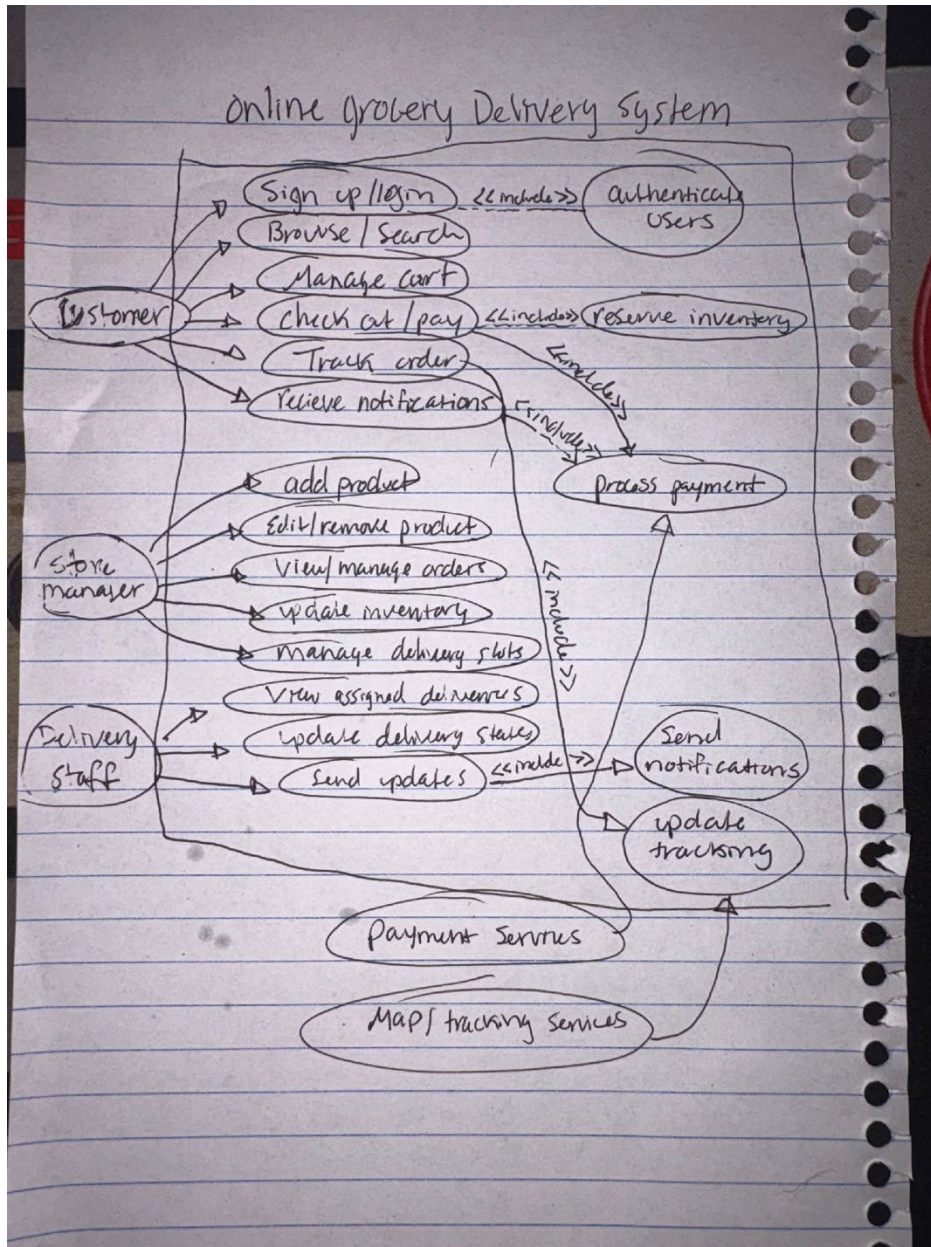 Online grocery Delivery System
Sign up/login
<<include>>
authenticate
users
Browse/Search
Manage cart
Customer
check out/pay
<<include>>
reserve inventory
Track order
<<include>>
recieve notifications
<<include>>
process payment
add product
Edit/remove product
Store
manager
View/manage orders
<<include>>
update inventory
manage delivery slots
View assigned deliveries
Delivery
staff
update delivery states
Send updates
<<include>>
Send
notifications
update
tracking
Payment Services
Map/tracking services